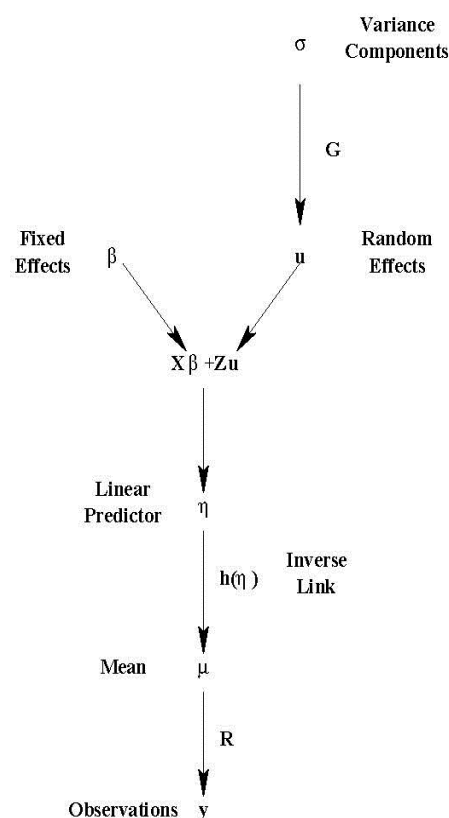 σ Variance
Components
G
Fixed
Effects β
u Random
Effects
Xβ +Zu
Linear
Predictor η
h(η ) Inverse
Link
Mean μ
R
Observations y